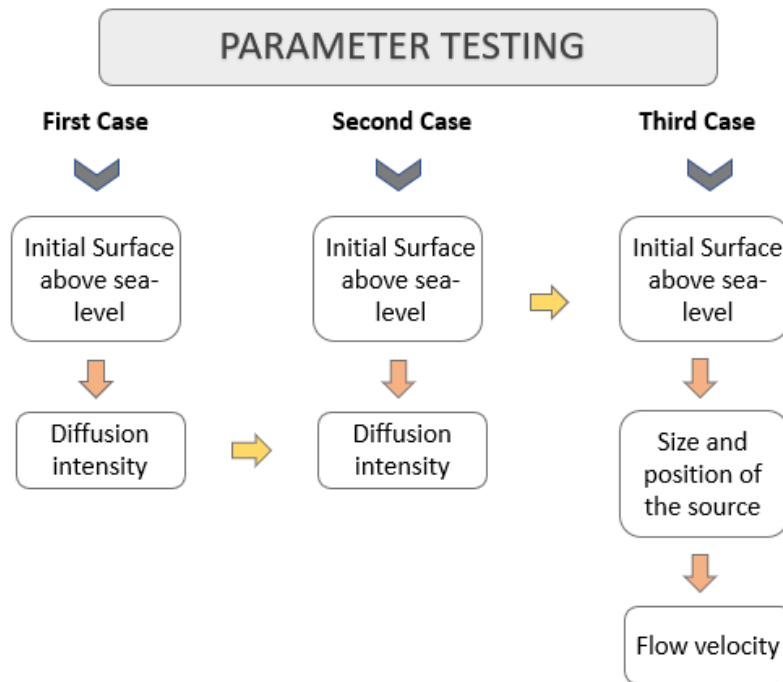 PARAMETER TESTING
First Case
Initial Surface
above sea-
level
Diffusion
intensity
Second Case
Initial Surface
above sea-
level
Diffusion
intensity
Third Case
Initial Surface
above sea-
level
Size and
position of
the source
Flow velocity